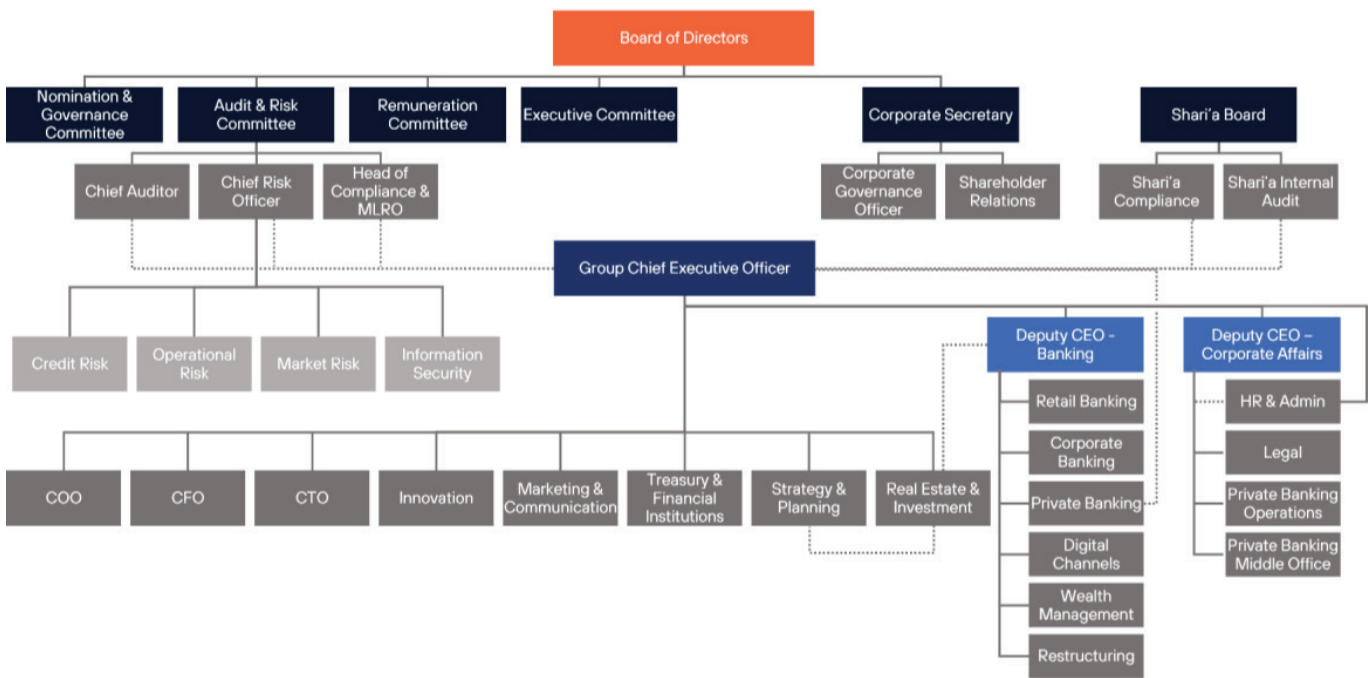 Board of Directors
Nomination &
Governance
Committee
Audit & Risk
Committee
Remuneration
Committee
Executive Committee
Corporate Secretary
Shari'a Board
Chief Auditor
Chief Risk
Officer
Head of
Compliance &
MLRO
Corporate
Governance
Officer
Shareholder
Relations
Shari'a
Compliance
Shari'a Internal
Audit
Group Chief Executive Officer
Credit Risk
Operational
Risk
Market Risk
Information
Security
Deputy CEO -
Banking
Deputy CEO –
Corporate Affairs
Retail Banking
HR & Admin
Corporate
Banking
Legal
COO
CFO
CTO
Innovation
Marketing &
Communication
Treasury &
Financial
Institutions
Strategy &
Planning
Real Estate &
Investment
Private Banking
Private Banking
Operations
Digital
Channels
Private Banking
Middle Office
Wealth
Management
Restructuring